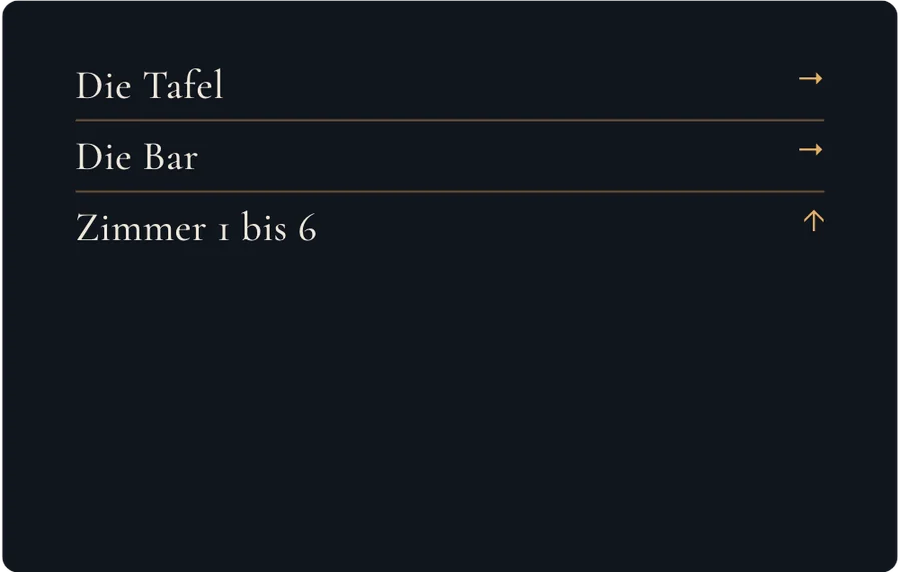 Die Tafel →
Die Bar →
Zimmer 1 bis 6 ↑